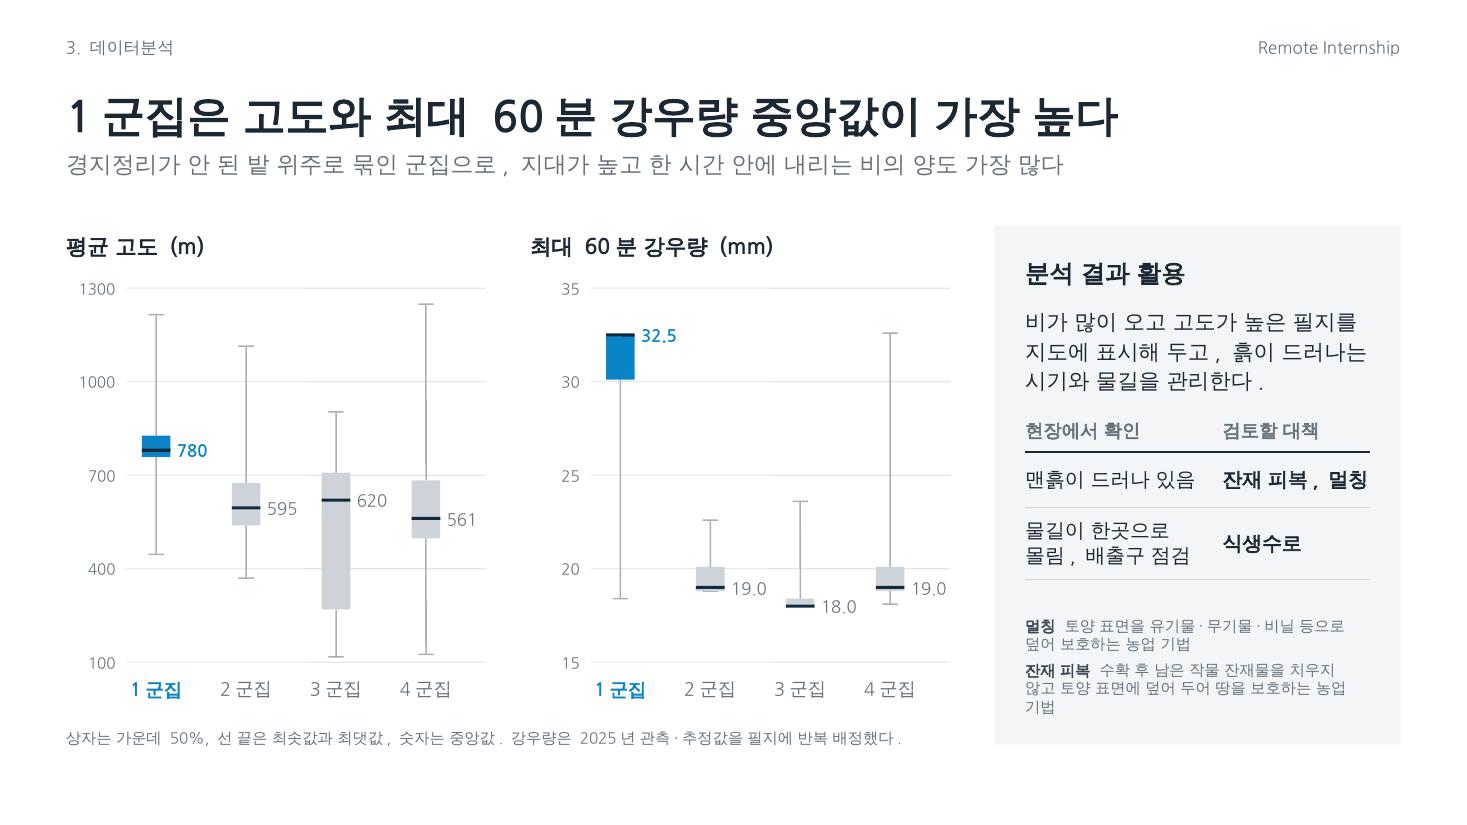 3. 데이터분석
Remote Internship
1 군집은 고도와 최대 60 분 강우량 중앙값이 가장 높다
경지정리가 안 된 밭 위주로 묶인 군집으로 , 지대가 높고 한 시간 안에 내리는 비의 양도 가장 많다
평균 고도 (m)
1300
1000
700
400
100
780
595
620
561
1 군집
2 군집
3 군집
4 군집
최대 60 분 강우량 (mm)
35
30
25
20
15
32.5
19.0
18.0
19.0
1 군집
2 군집
3 군집
4 군집
상자는 가운데 50%, 선 끝은 최솟값과 최댓값 , 숫자는 중앙값 . 강우량은 2025 년 관측 · 추정값을 필지에 반복 배정했다 .
분석 결과 활용
비가 많이 오고 고도가 높은 필지를
지도에 표시해 두고 , 흙이 드러나는
시기와 물길을 관리한다 .
현장에서 확인
검토할 대책
맨흙이 드러나 있음
잔재 피복 , 멀칭
물길이 한곳으로
몰림 , 배출구 점검
식생수로
멀칭 토양 표면을 유기물 · 무기물 · 비닐 등으로
덮어 보호하는 농업 기법
잔재 피복 수확 후 남은 작물 잔재물을 치우지
않고 토양 표면에 덮어 두어 땅을 보호하는 농업
기법